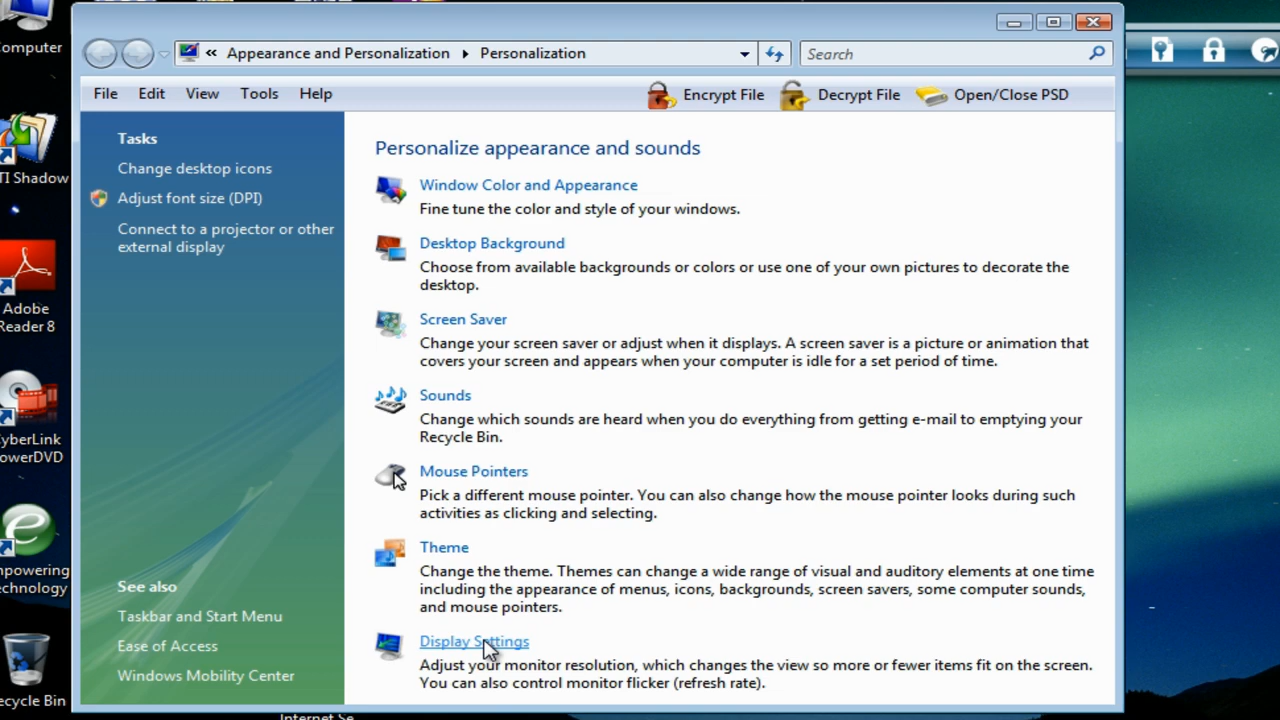 Computer
TI Shadow
Adobe
Reader 8
yberLink
owerDVD
mpowering
echnology
ecycle Bin
Appearance and Personalization
Personalization
Search
File
Edit
View
Tools
Help
Encrypt File
Decrypt File
Open/Close PSD
Tasks
Change desktop icons
Adjust font size (DPI)
Connect to a projector or other
external display
See also
Taskbar and Start Menu
Ease of Access
Windows Mobility Center
Personalize appearance and sounds
Window Color and Appearance
Fine tune the color and style of your windows.
Desktop Background
Choose from available backgrounds or colors or use one of your own pictures to decorate the
desktop.
Screen Saver
Change your screen saver or adjust when it displays. A screen saver is a picture or animation that
covers your screen and appears when your computer is idle for a set period of time.
Sounds
Change which sounds are heard when you do everything from getting e-mail to emptying your
Recycle Bin.
Mouse Pointers
Pick a different mouse pointer. You can also change how the mouse pointer looks during such
activities as clicking and selecting.
Theme
Change the theme. Themes can change a wide range of visual and auditory elements at one time
including the appearance of menus, icons, backgrounds, screen savers, some computer sounds,
and mouse pointers.
Display Settings
Adjust your monitor resolution, which changes the view so more or fewer items fit on the screen.
You can also control monitor flicker (refresh rate).
Internet Se